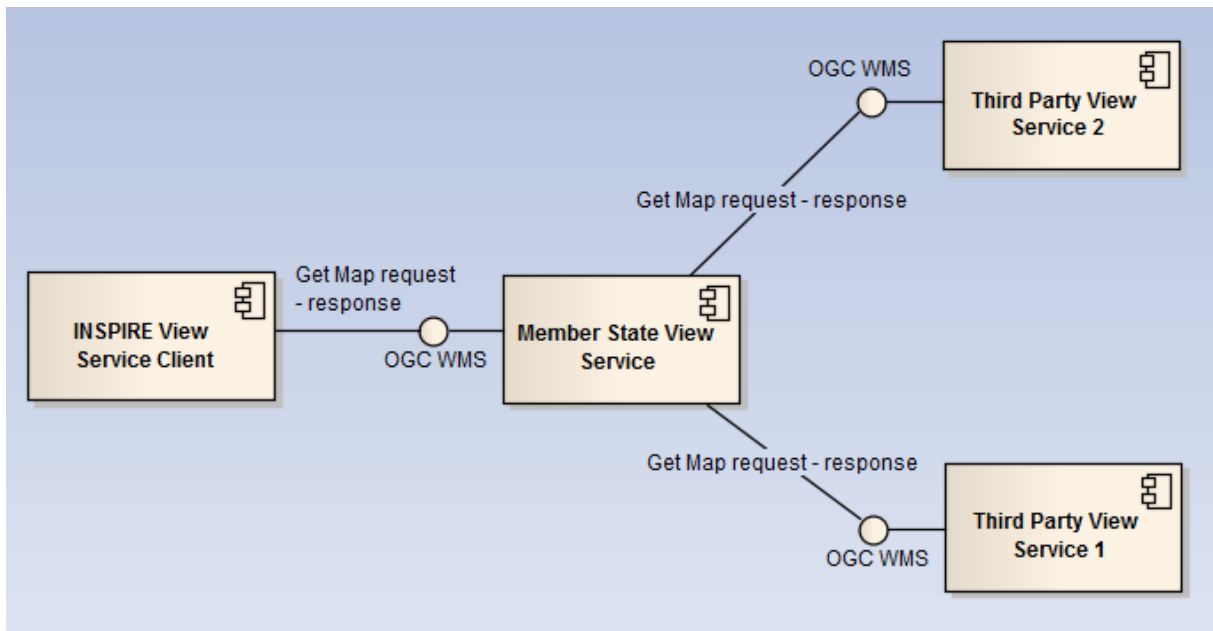 OGC WMS
Third Party View
Service 2
Get Map request - response
Get Map request
- response
INSPIRE View
Service Client
OGC WMS
Member State View
Service
Get Map request - response
Third Party View
Service 1
OGC WMS